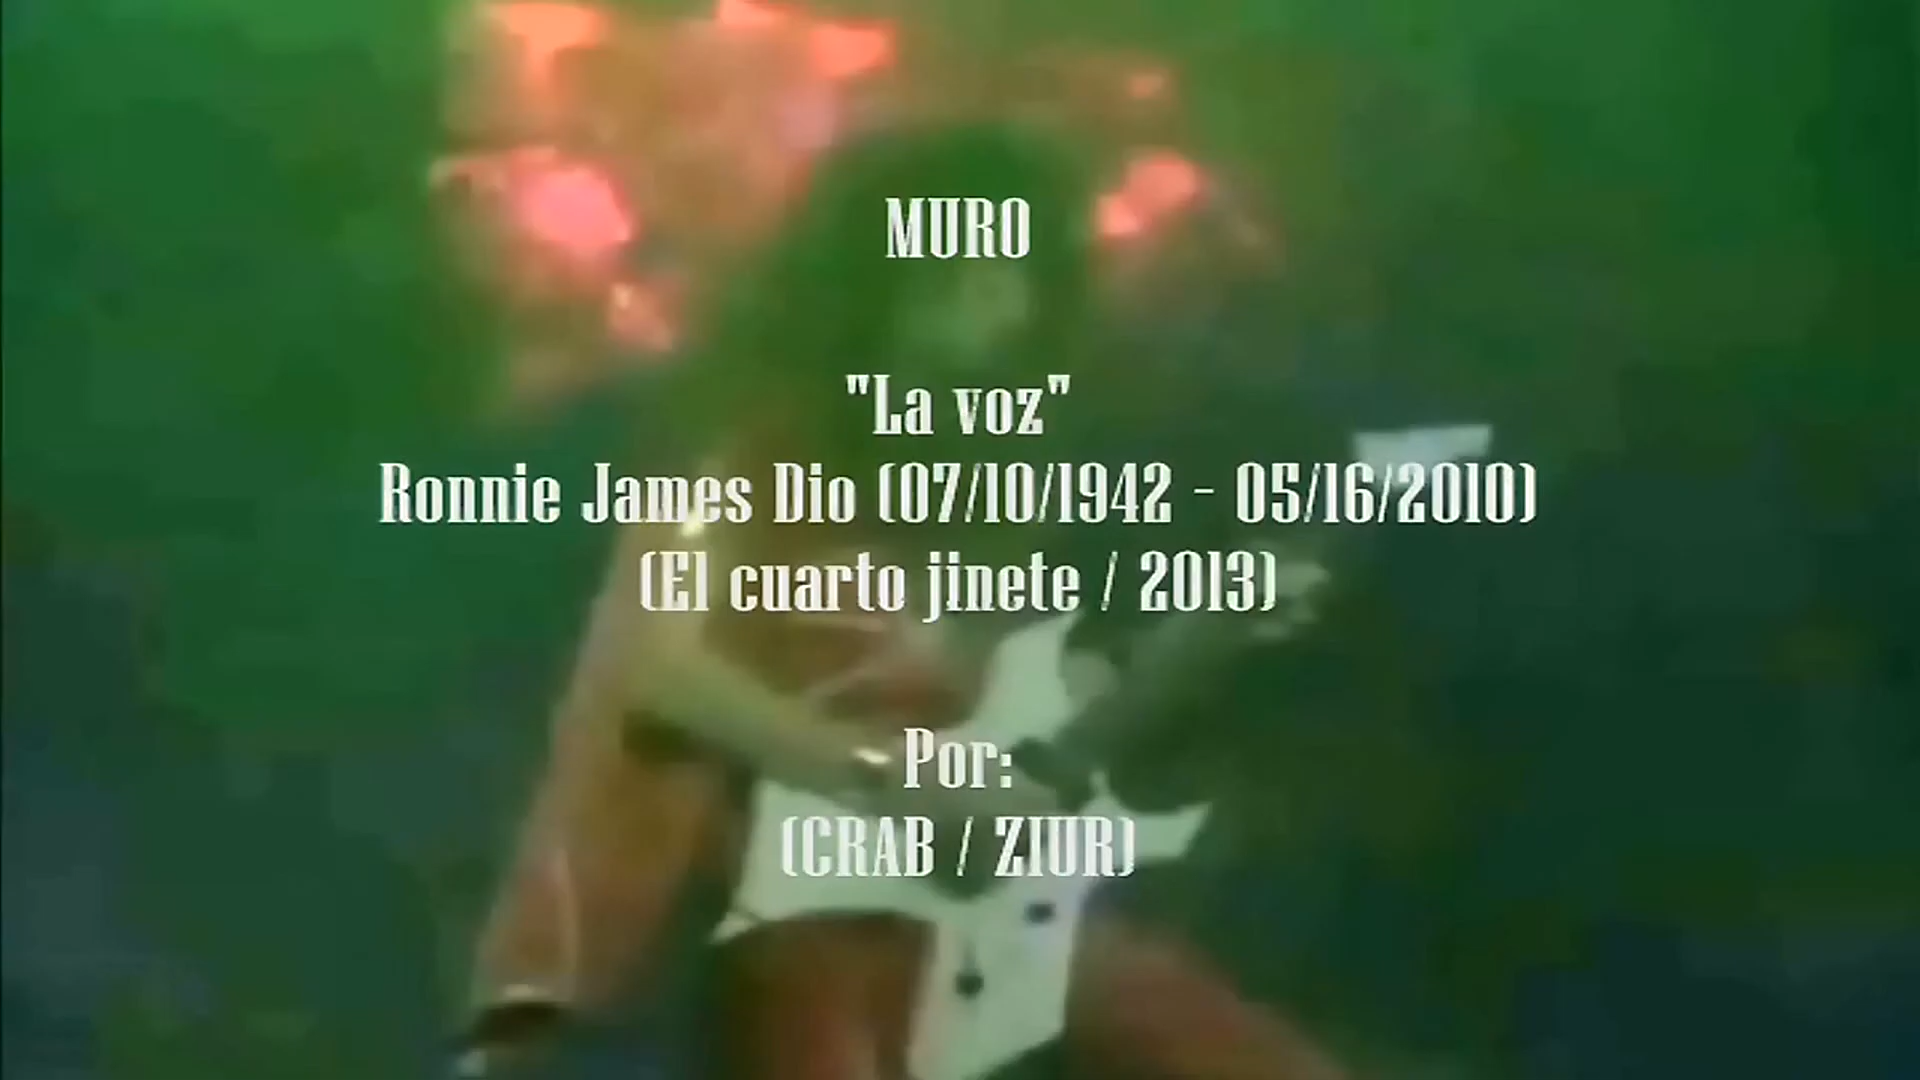 MURO
"La voz"
Ronnie James Dio (07/10/1942 - 05/16/2010)
(El cuarto jinete / 2013)
Por:
(CRAB / ZIUR)